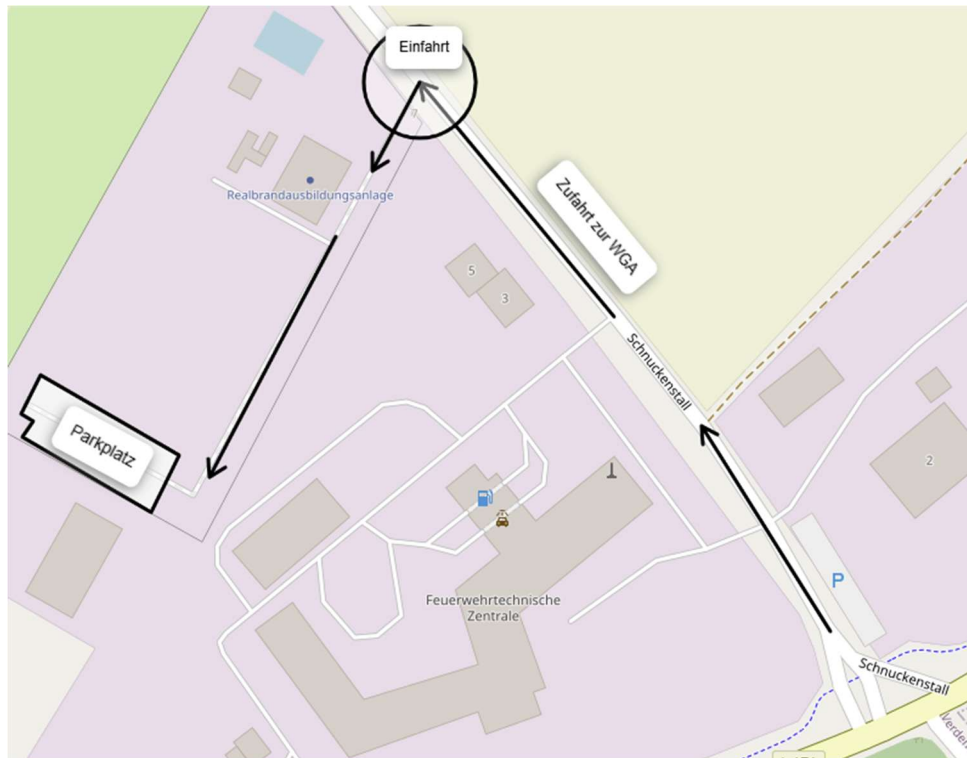 Einfahrt
Realbrandausbildungsanlage
Zufahrt zur WGA
5
3
Schnuckenstall
Parkplatz
2
P
Feuerwehrtechnische
Zentrale
Schnuckenstall